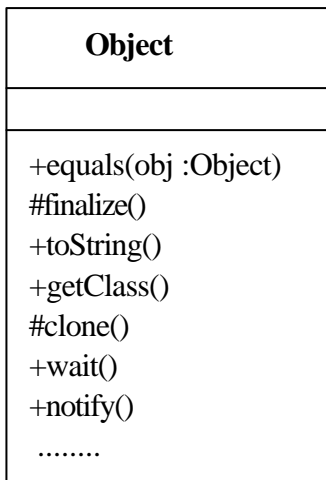 Object
+equals(obj :Object)
#finalize()
+toString()
+getClass()
#clone()
+wait()
+notify()
........